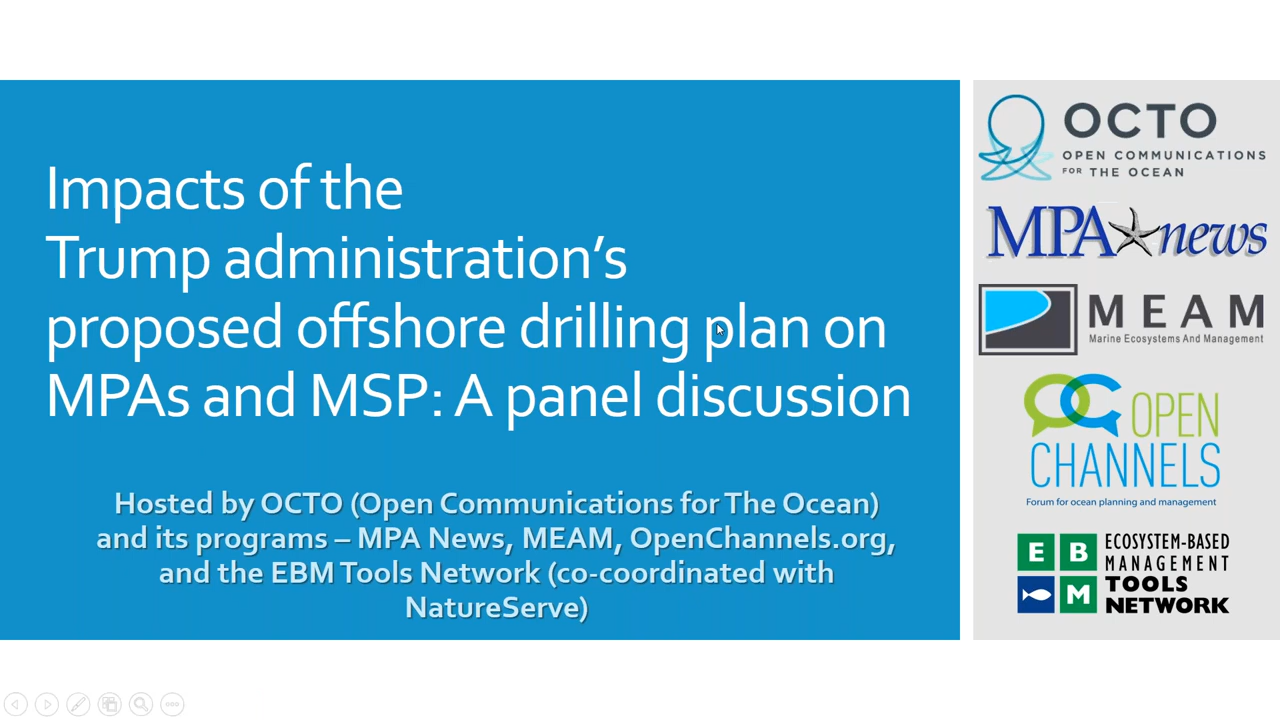 Impacts of the
Trump administration’s
proposed offshore drilling plan on
MPAs and MSP: A panel discussion
Hosted by OCTO (Open Communications for The Ocean)
and its programs – MPA News, MEAM, OpenChannels.org,
and the EBM Tools Network (co-coordinated with
NatureServe)
OCTO
OPEN COMMUNICATIONS
FOR THE OCEAN
MPA news
MEAM
Marine Ecosystems And Management
OC OPEN
CHANNELS
Forum for ocean planning and management
E B ECOSYSTEM-BASED
MANAGEMENT
M TOOLS
NETWORK